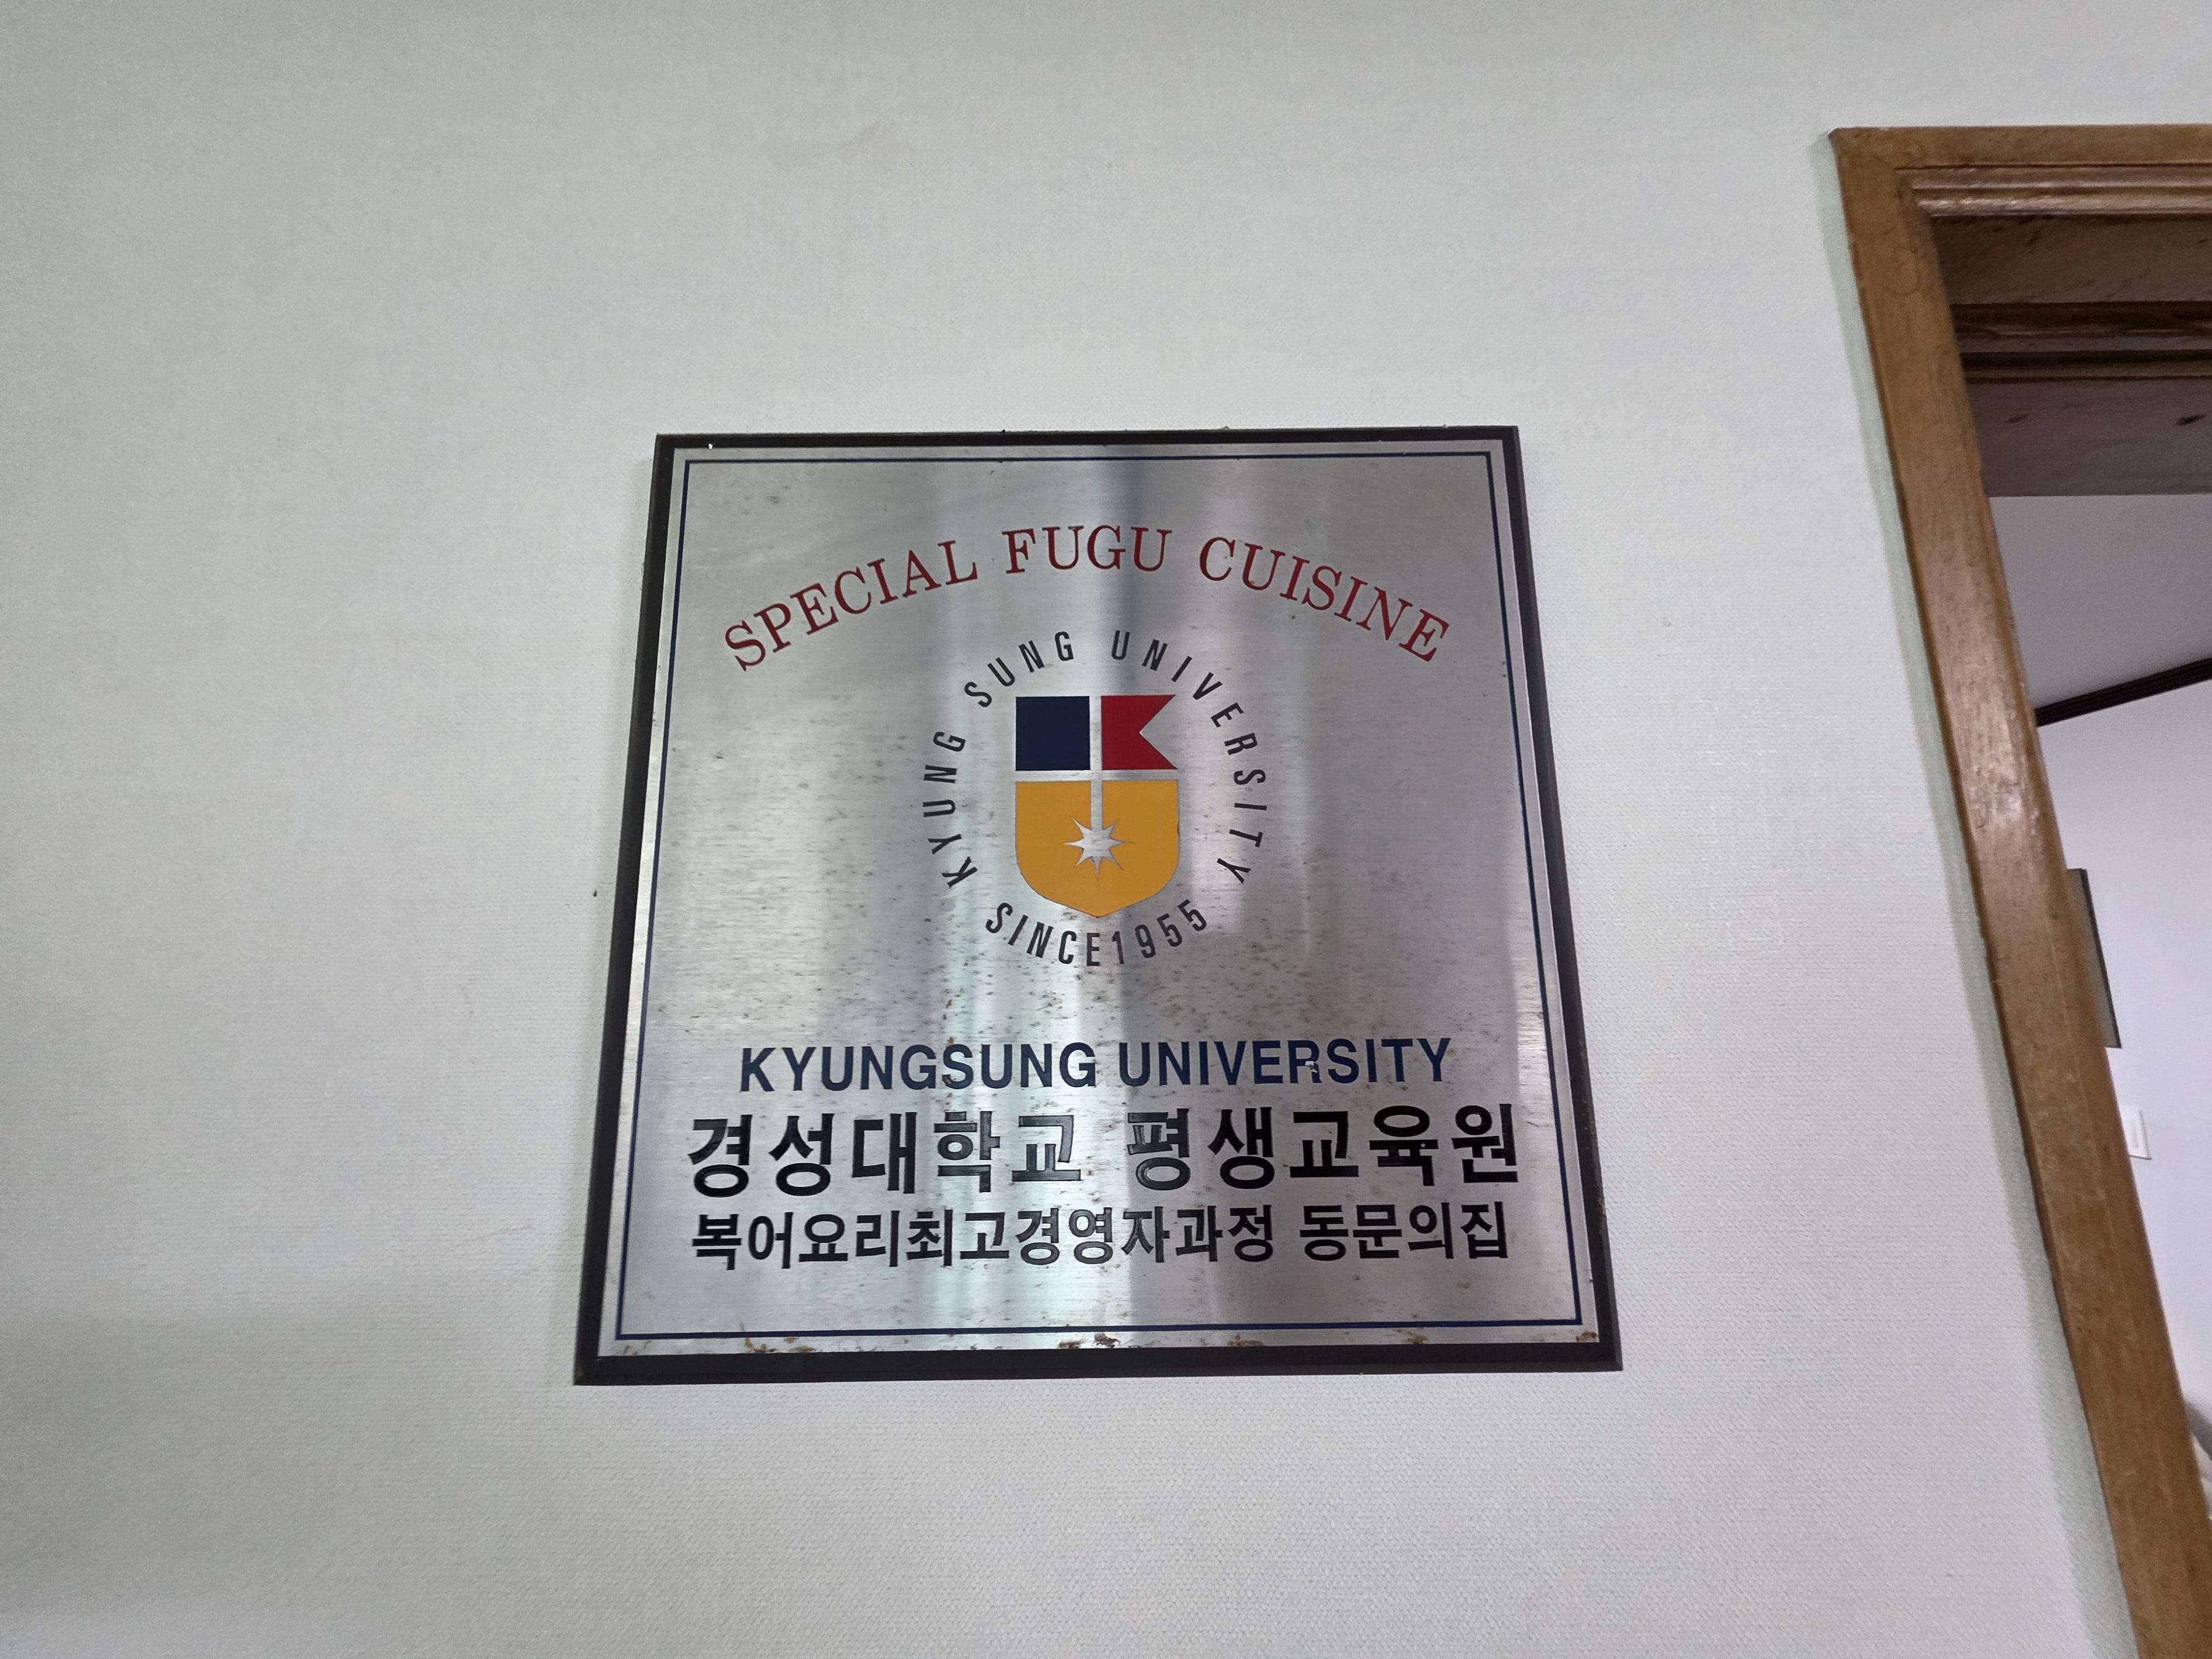 SPECIAL FUGU CUISINE
KYUNG SUNG UNIVERSITY
SINCE1955
KYUNGSUNG UNIVERSITY
경성대학교 평생교육원
복어요리최고경영자과정 동문의집